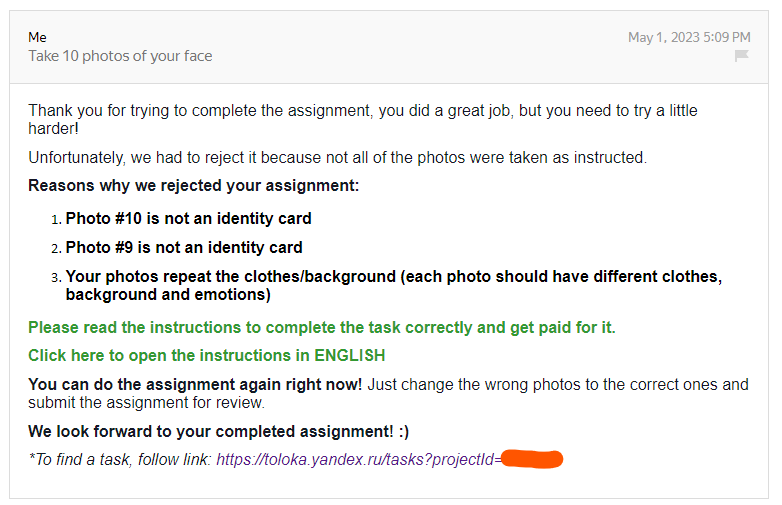 Me
May 1, 2023 5:09 PM
Take 10 photos of your face
Thank you for trying to complete the assignment, you did a great job, but you need to try a little
harder!
Unfortunately, we had to reject it because not all of the photos were taken as instructed.
Reasons why we rejected your assignment:
1. Photo #10 is not an identity card
2. Photo #9 is not an identity card
3. Your photos repeat the clothes/background (each photo should have different clothes,
background and emotions)
Please read the instructions to complete the task correctly and get paid for it.
Click here to open the instructions in ENGLISH
You can do the assignment again right now! Just change the wrong photos to the correct ones and
submit the assignment for review.
We look forward to your completed assignment! :)
*To find a task, follow link: https://toloka.yandex.ru/tasks?projectId=